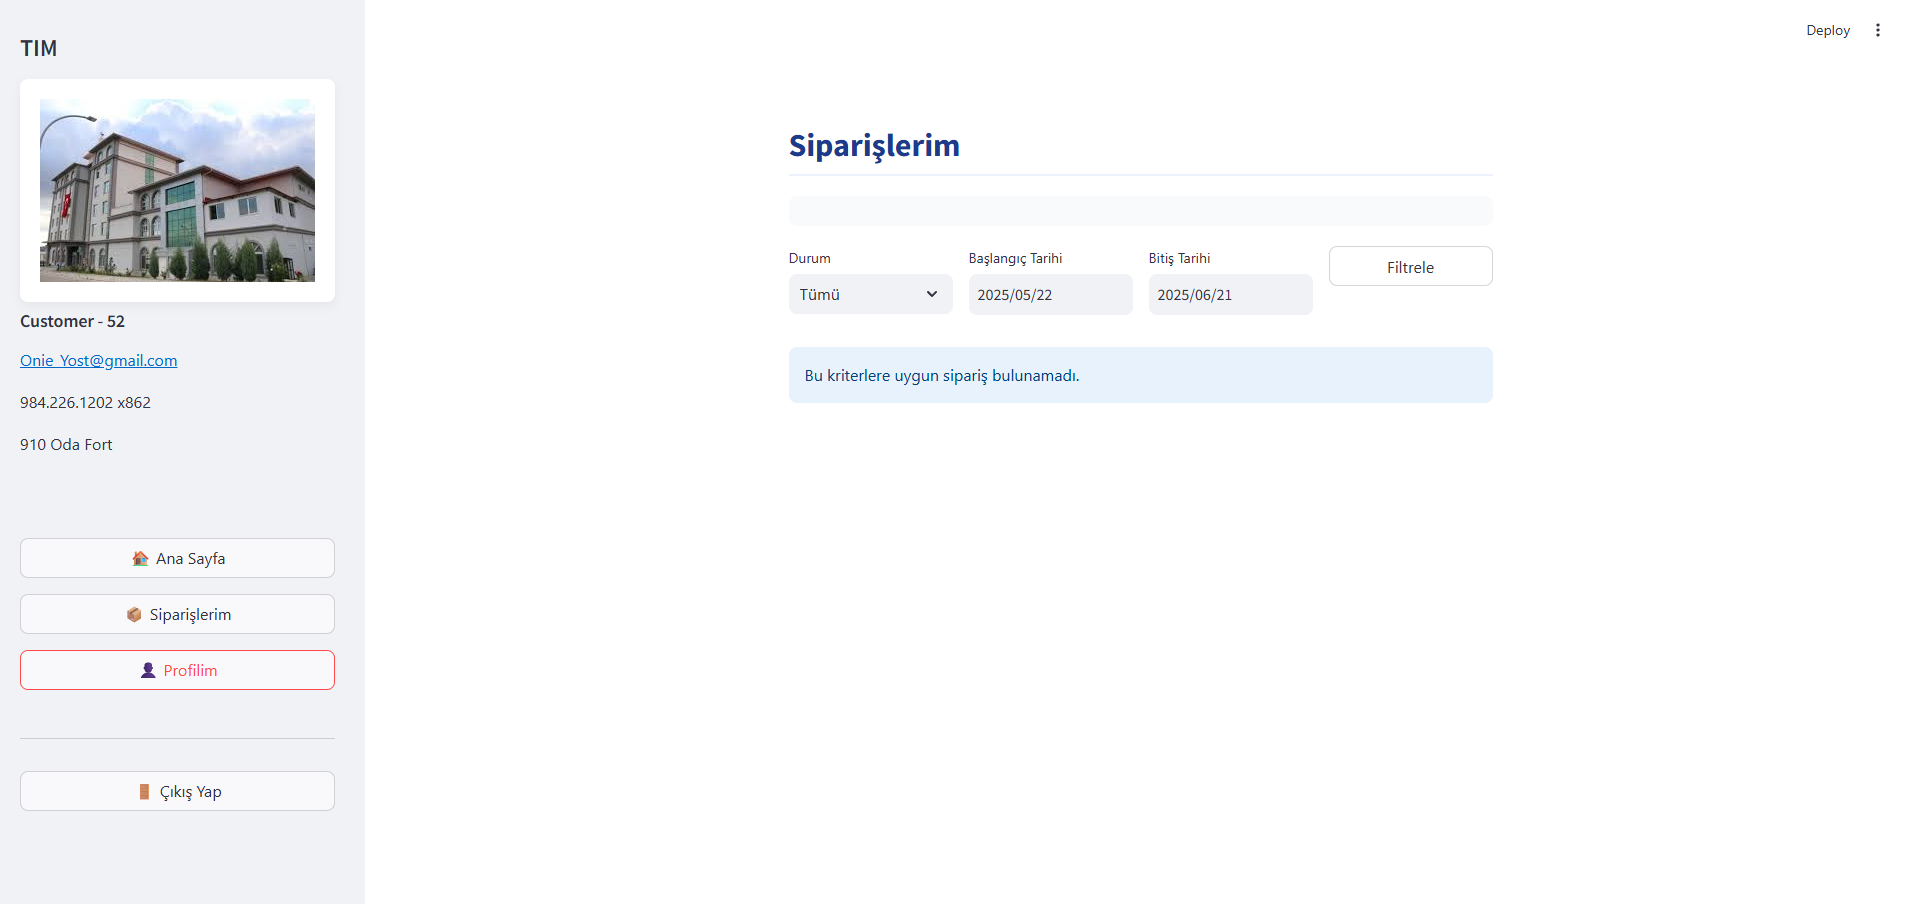 TIM
Customer - 52
Onie_Yost@gmail.com
984.226.1202 x862
910 Oda Fort
Ana Sayfa
Siparişlerim
Profilim
Çıkış Yap
Deploy
Siparişlerim
Durum
Tümü
Başlangıç Tarihi
2025/05/22
Bitiş Tarihi
2025/06/21
Filtrele
Bu kriterlere uygun sipariş bulunamadı.